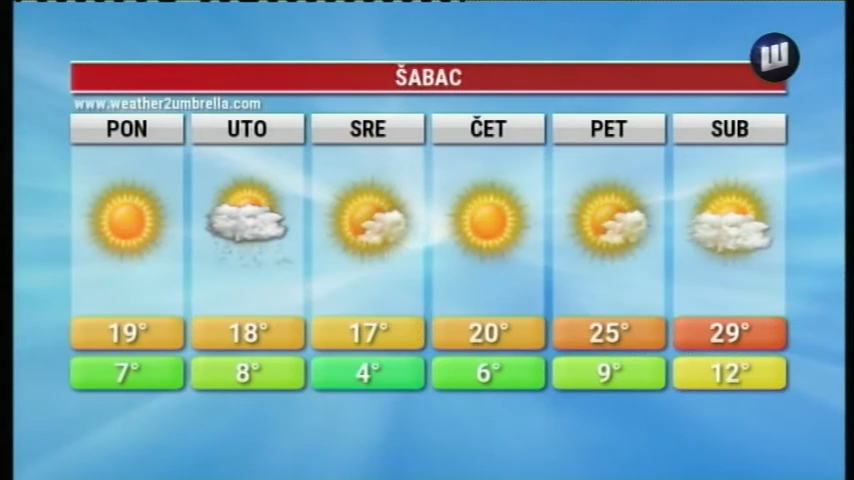 ŠABAC
www.weather2umbrella.com
PON UTO SRE ČET PET SUB
19° 18° 17° 20° 25° 29°
7° 8° 4° 6° 9° 12°